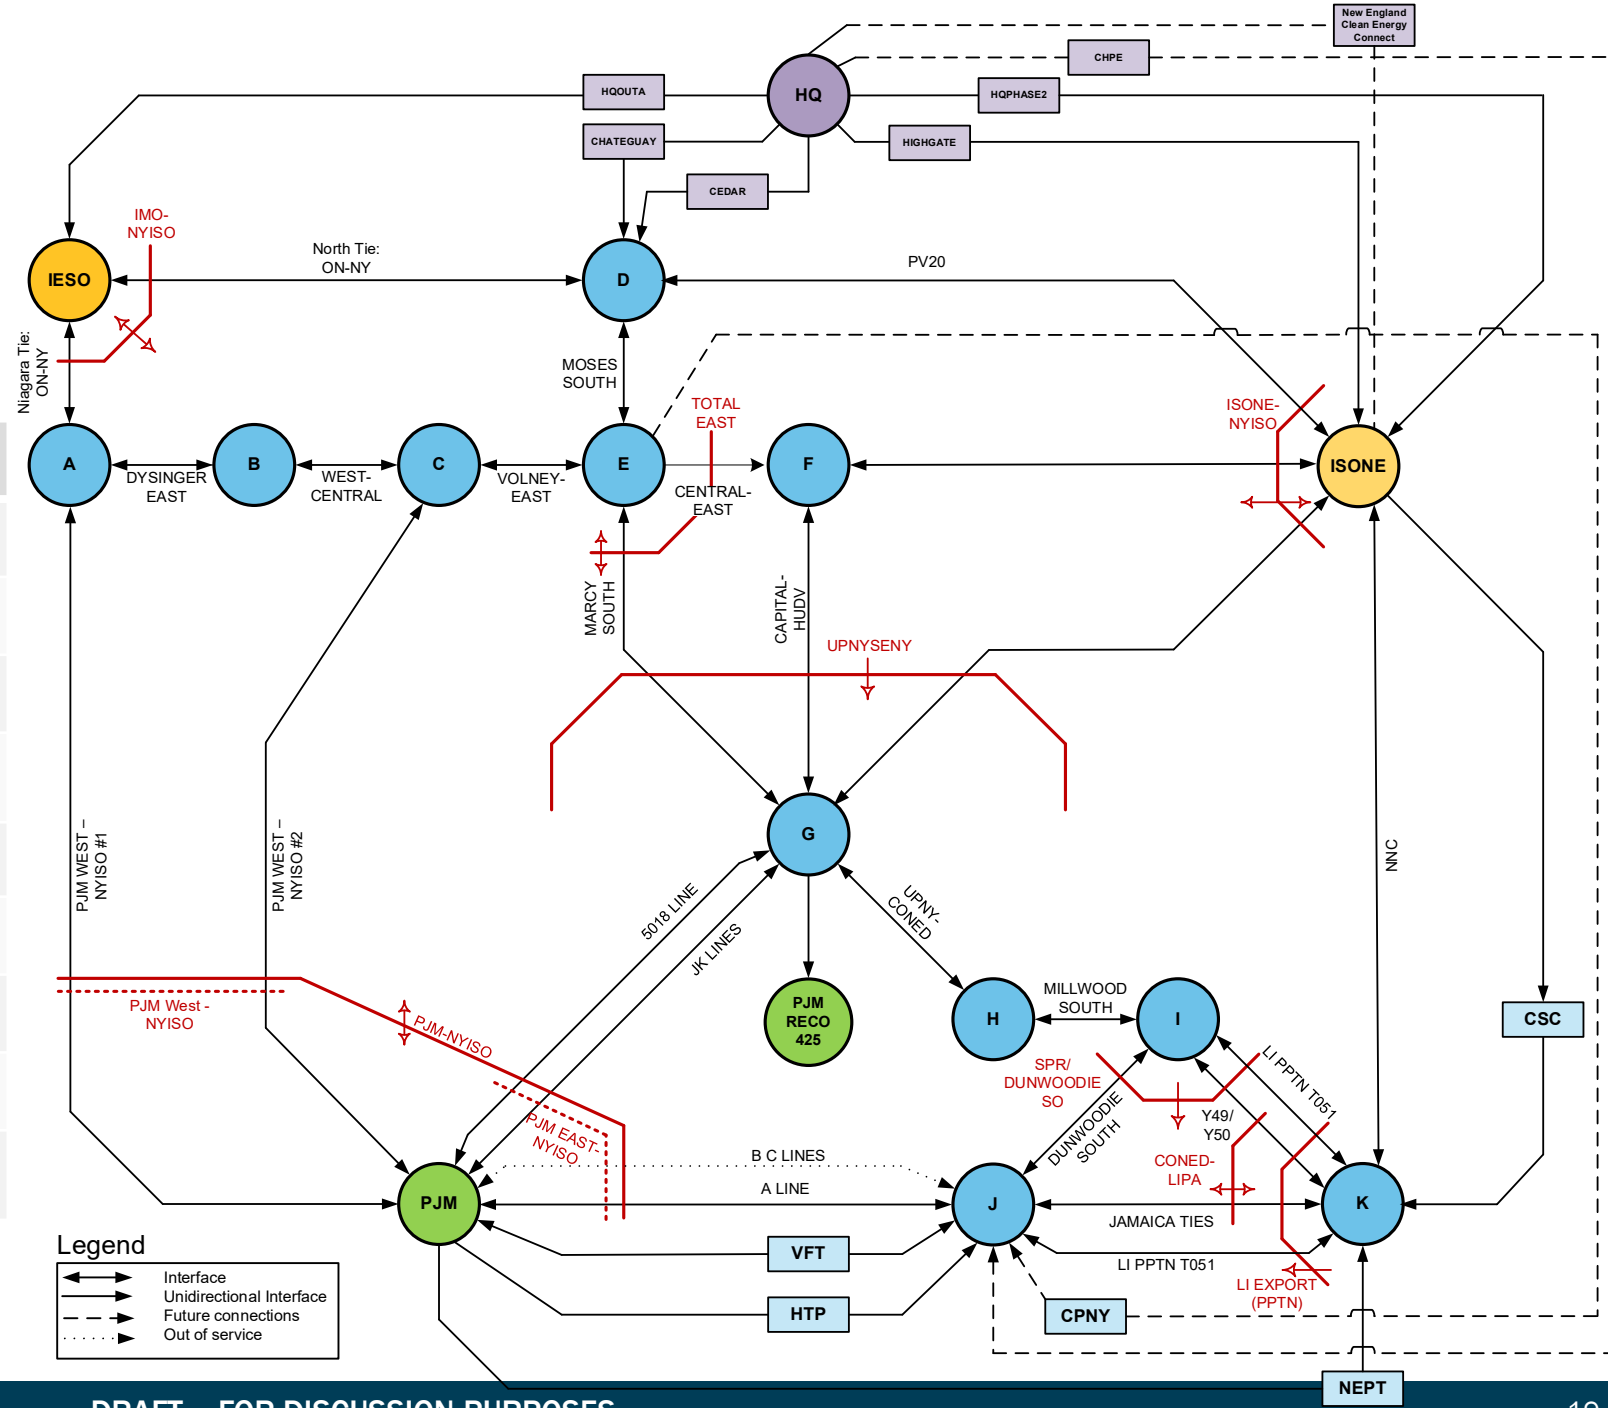 New England
Clean Energy
Connect
CHPE
HQ
HQOUTA
HQPHASE2
CHATEGUAY
HIGHGATE
CEDAR
IMO-
NYISO
North Tie:
ON-NY
PV20
IESO
D
Niagara Tie:
ON-NY
MOSES
SOUTH
TOTAL
EAST
ISONE-
NYISO
A
B
C
E
F
ISONE
DYSINGER
EAST
WEST-
CENTRAL
VOLNEY-
EAST
CENTRAL-
EAST
MARCY
SOUTH
CAPITAL-
HUDV
UPNYSENY
G
PJM WEST –
NYISO #1
PJM WEST –
NYISO #2
NNC
5018 LINE
JK LINES
UPNY-
CONED
PJM
RECO
425
H
MILLWOOD
SOUTH
I
CSC
PJM West -
NYISO
PJM-NYISO
PJM EAST-
NYISO
SPR/
DUNWOODIE
SO
DUNWOODIE
SOUTH
LI PPTN T051
Y49/
Y50
CONED-
LIPA
B C LINES
A LINE
PJM
J
K
JAMAICA TIES
LI PPTN T051
LI EXPORT
(PPTN)
VFT
HTP
CPNY
NEPT
Legend
Interface
Unidirectional Interface
Future connections
Out of service